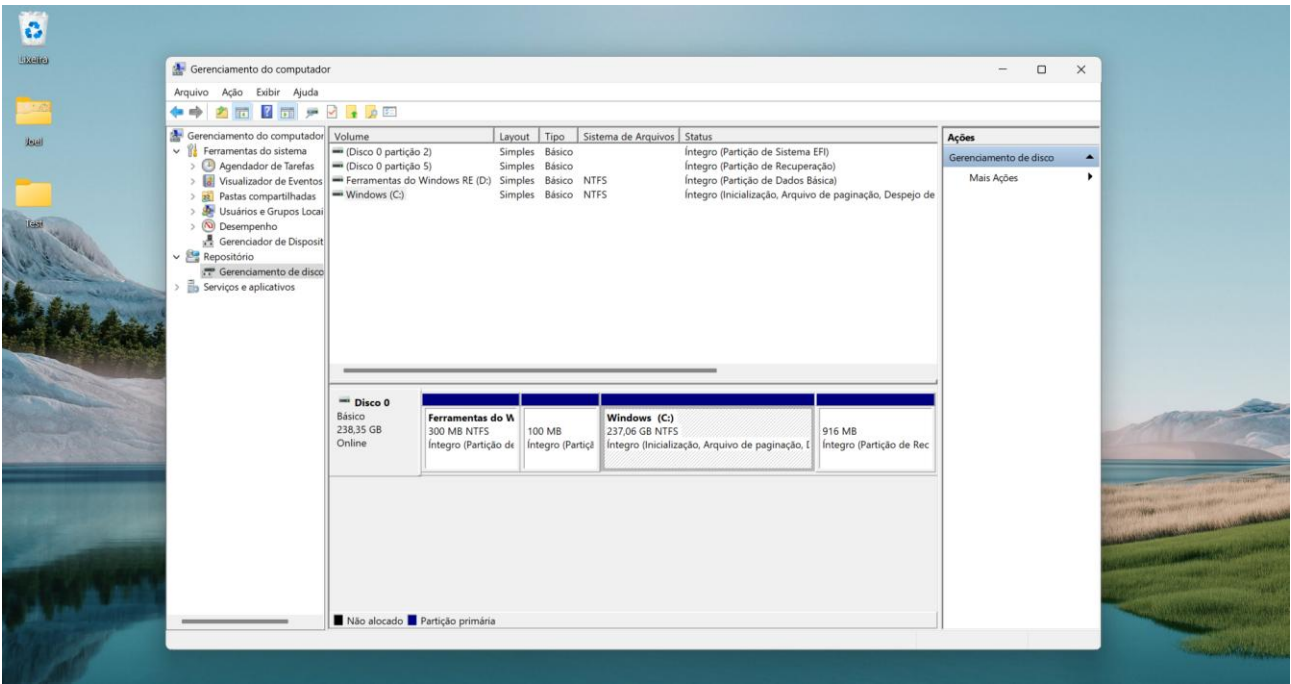 Lixeira
Joel
Test
Gerenciamento do computador
Arquivo Ação Exibir Ajuda
Gerenciamento do computador
Ferramentas do sistema
Agendador de Tarefas
Visualizador de Eventos
Pastas compartilhadas
Usuários e Grupos Locai
Desempenho
Gerenciador de Disposit
Repositório
Gerenciamento de disco
Serviços e aplicativos
Volume Layout Tipo Sistema de Arquivos Status
(Disco 0 partição 2) Simples Básico Íntegro (Partição de Sistema EFI)
(Disco 0 partição 5) Simples Básico Íntegro (Partição de Recuperação)
Ferramentas do Windows RE (D:) Simples Básico NTFS Íntegro (Partição de Dados Básica)
Windows (C:) Simples Básico NTFS Íntegro (Inicialização, Arquivo de paginação, Despejo de
Disco 0
Básico
238,35 GB
Online
Ferramentas do W
300 MB NTFS
Íntegro (Partição de
100 MB
Íntegro (Partiçã
Windows (C:)
237,06 GB NTFS
Íntegro (Inicialização, Arquivo de paginação, D
916 MB
Íntegro (Partição de Rec
Não alocado Partição primária
Ações
Gerenciamento de disco
Mais Ações